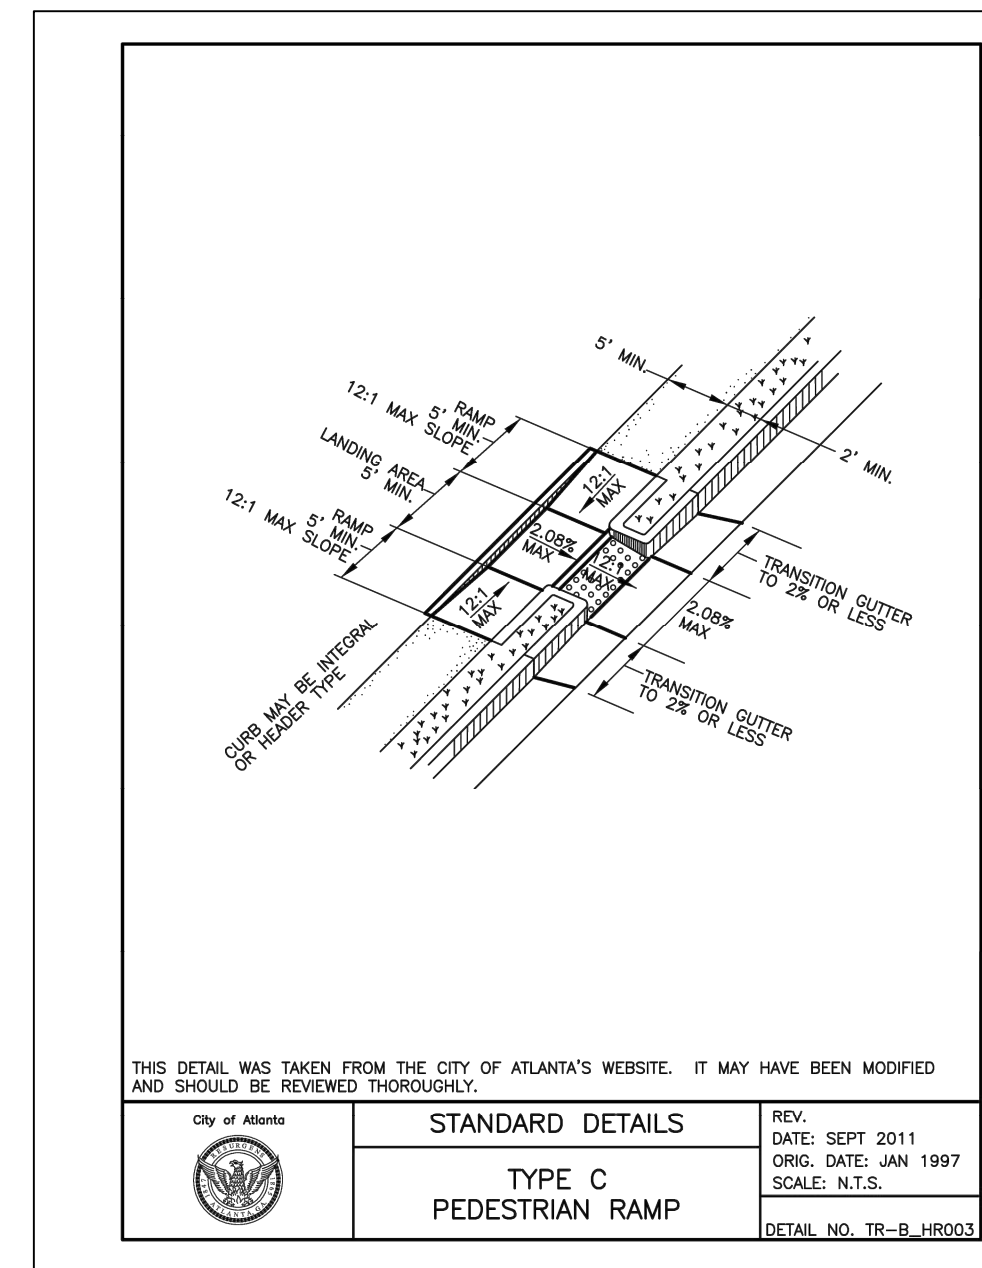 5' MIN.
2' MIN.
RAMP
5' MIN.
12:1 MAX SLOPE
LANDING AREA
5' MIN.
RAMP
5' MIN.
12:1 MAX SLOPE
12:1
MAX
2.08%
MAX
12:1
MAX
12:1
MAX
TRANSITION GUTTER
TO 2% OR LESS
2.08%
MAX
TRANSITION GUTTER
TO 2% OR LESS
CURB MAY BE INTEGRAL
OR HEADER TYPE
THIS DETAIL WAS TAKEN FROM THE CITY OF ATLANTA'S WEBSITE. IT MAY HAVE BEEN MODIFIED
AND SHOULD BE REVIEWED THOROUGHLY.
City of Atlanta
RESURGENS
1847
1865
ATLANTA, GA.
STANDARD DETAILS
TYPE C
PEDESTRIAN RAMP
REV.
DATE: SEPT 2011
ORIG. DATE: JAN 1997
SCALE: N.T.S.
DETAIL NO. TR-B_HR003